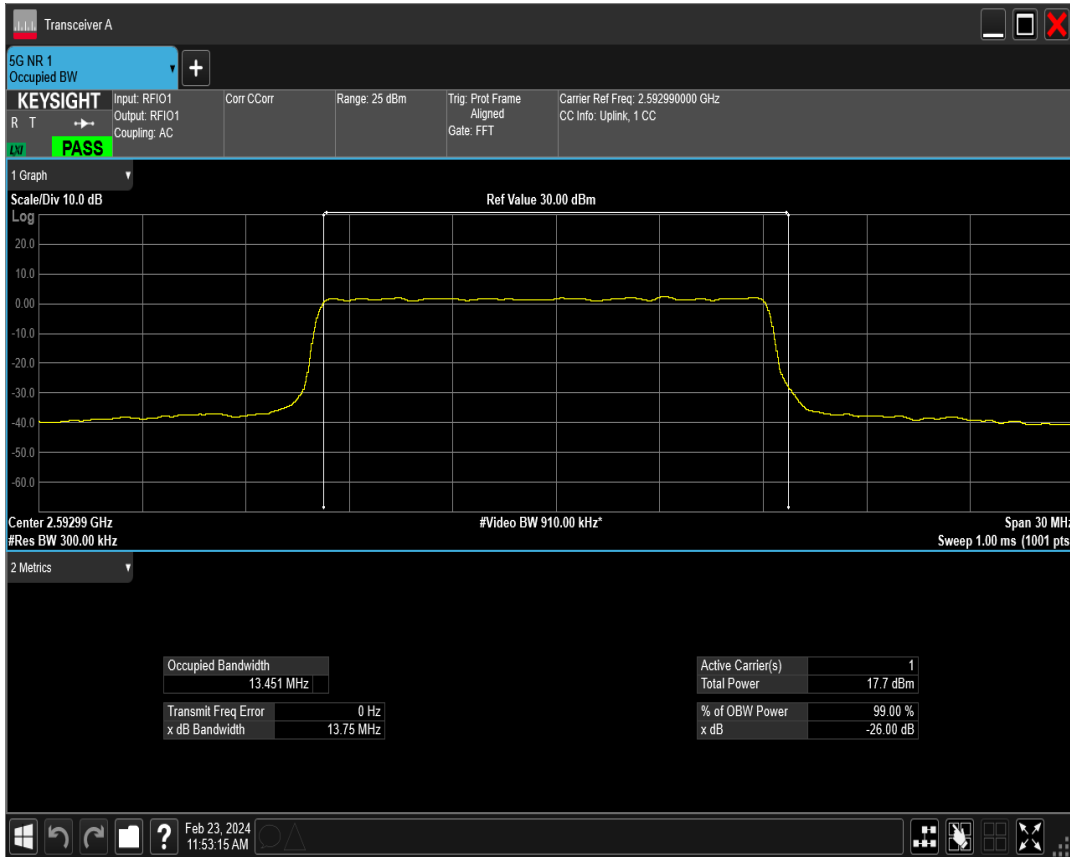 Transceiver A
5G NR 1
Occupied BW
+
KEYSIGHT
R T
LXI
PASS
Input: RFIO1
Output: RFIO1
Coupling: AC
Corr CCorr
Range: 25 dBm
Trig: Prot Frame
Aligned
Gate: FFT
Carrier Ref Freq: 2.592990000 GHz
CC Info: Uplink, 1 CC
1 Graph
Scale/Div 10.0 dB
Ref Value 30.00 dBm
Log
20.0
10.0
0.00
-10.0
-20.0
-30.0
-40.0
-50.0
-60.0
Center 2.59299 GHz
#Video BW 910.00 kHz*
Span 30 MHz
#Res BW 300.00 kHz
Sweep 1.00 ms (1001 pts
2 Metrics
Occupied Bandwidth
13.451 MHz
Transmit Freq Error 0 Hz
x dB Bandwidth 13.75 MHz
Active Carrier(s) 1
Total Power 17.7 dBm
% of OBW Power 99.00 %
x dB -26.00 dB
?
Feb 23, 2024
11:53:15 AM